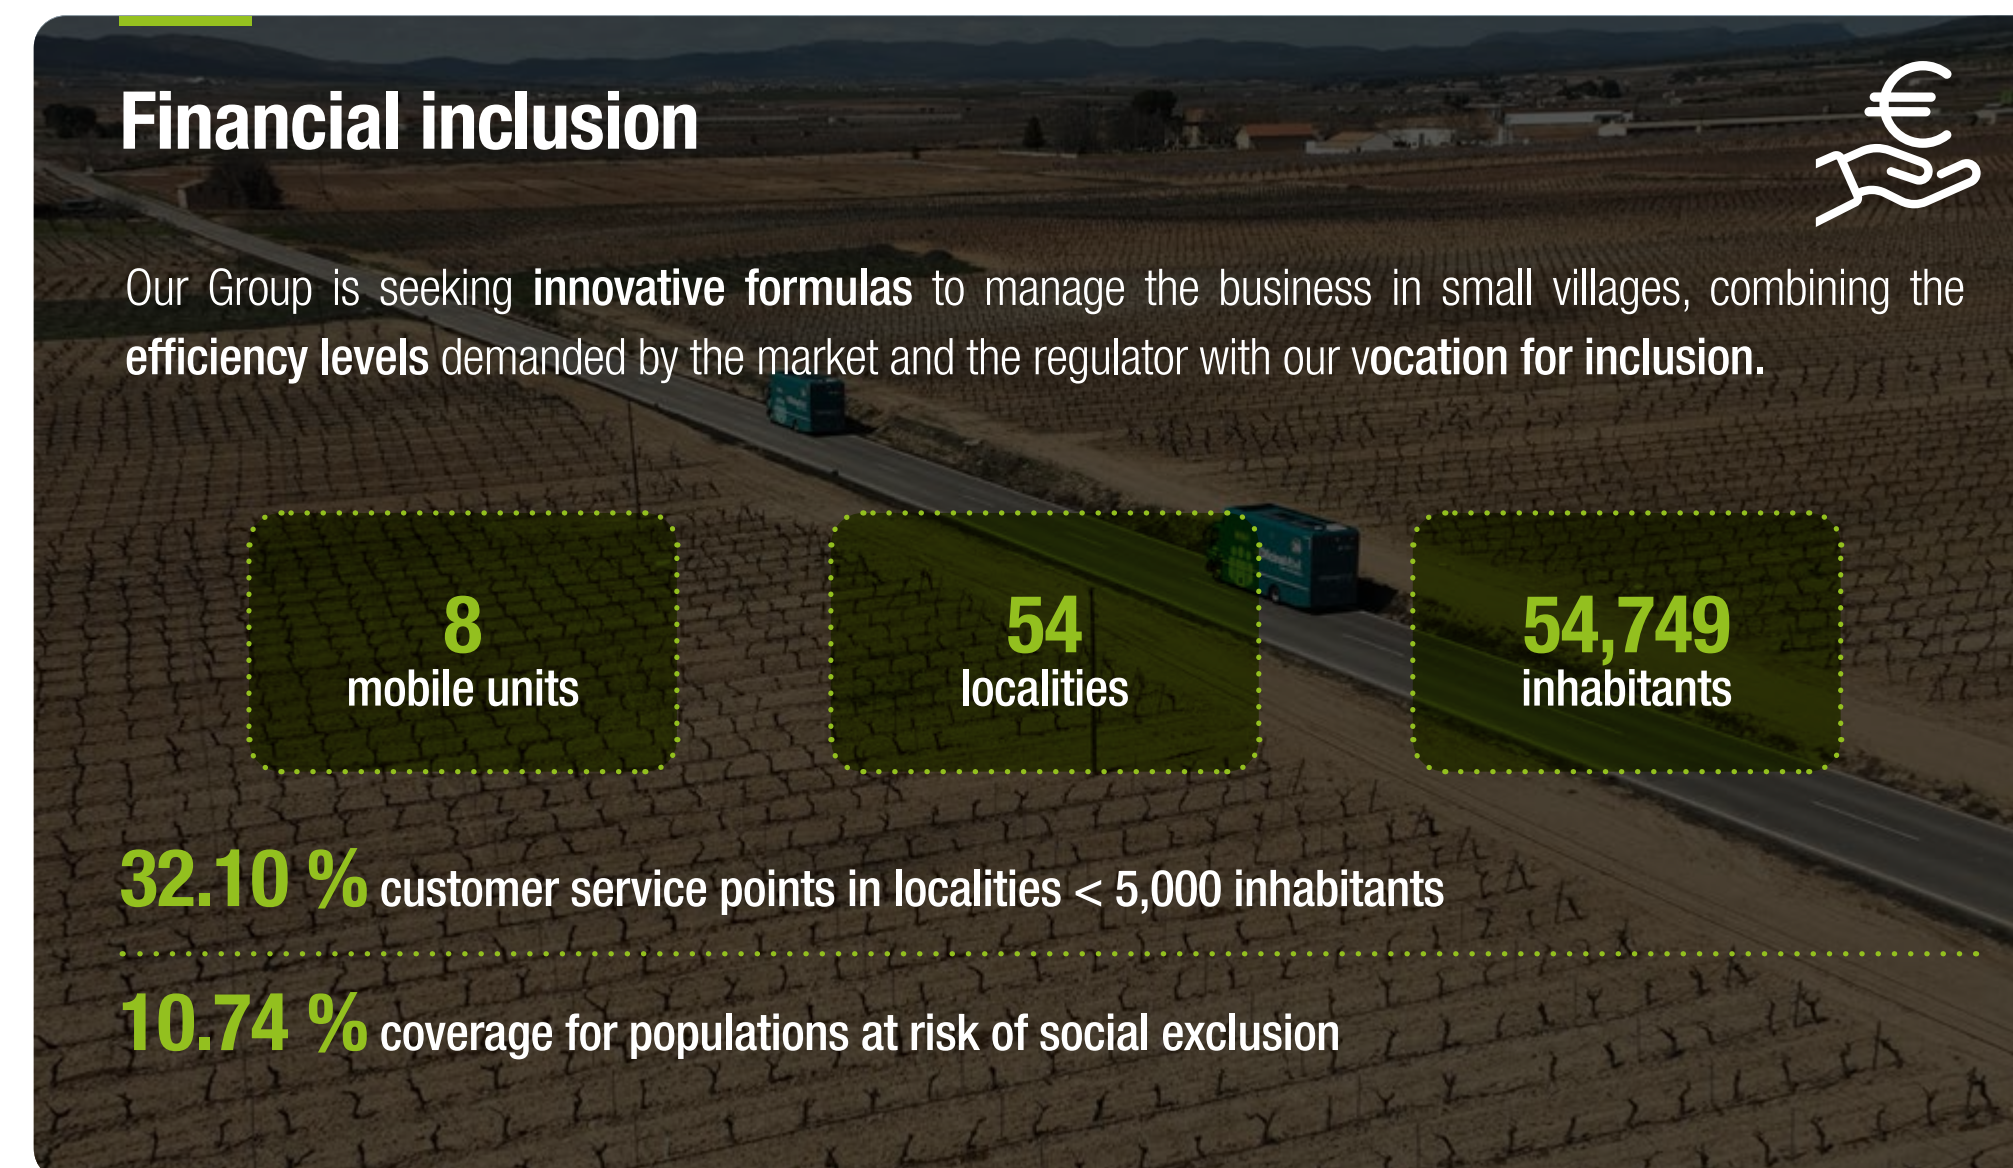 Financial inclusion
Our Group is seeking innovative formulas to manage the business in small villages, combining the
efficiency levels demanded by the market and the regulator with our vocation for inclusion.
8
mobile units
54
localities
54,749
inhabitants
32.10 % customer service points in localities < 5,000 inhabitants
10.74 % coverage for populations at risk of social exclusion